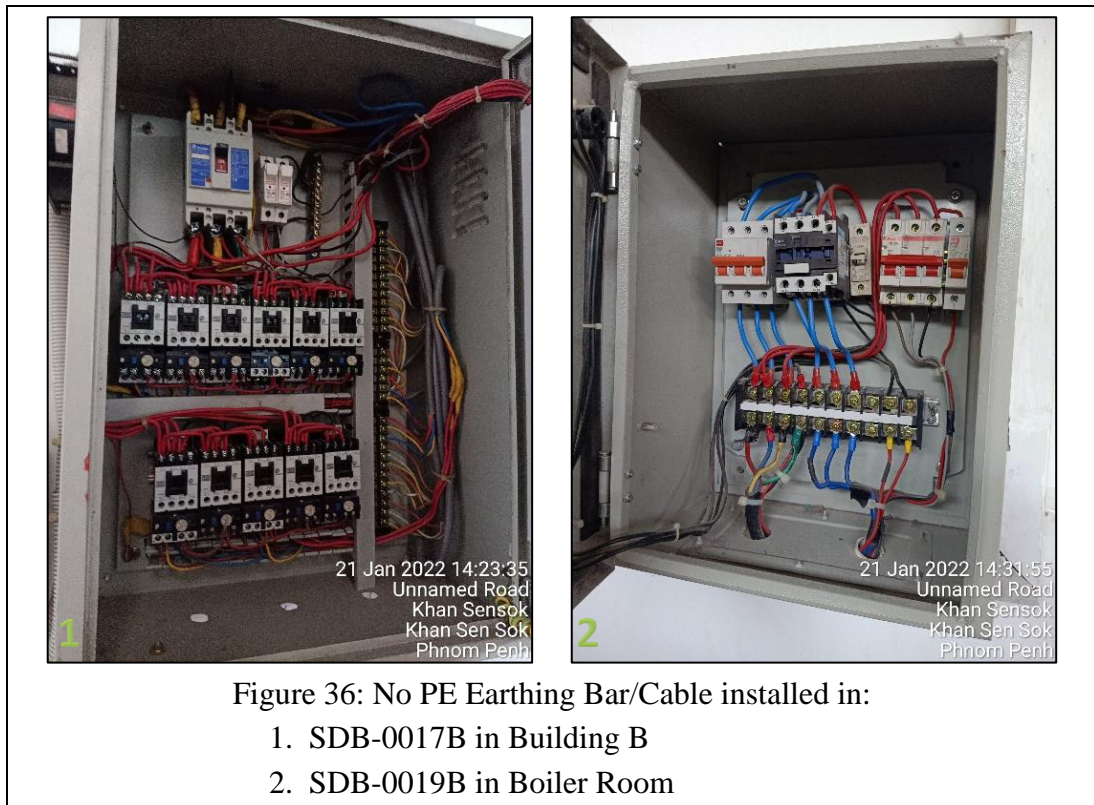 21 Jan 2022 14:23:35
Unnamed Road
Khan Sensok
Khan Sen Sok
Phnom Penh
1
21 Jan 2022 14:31:55
Unnamed Road
Khan Sensok
Khan Sen Sok
Phnom Penh
2
Figure 36: No PE Earthing Bar/Cable installed in:
1. SDB-0017B in Building B
2. SDB-0019B in Boiler Room